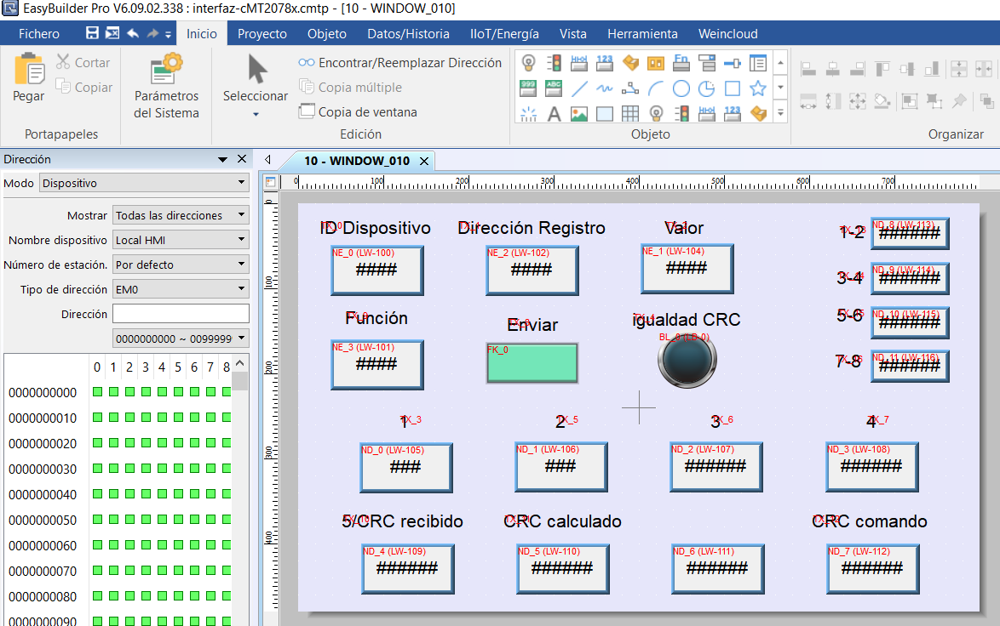 EasyBuilder Pro V6.09.02.338 : interfaz-cMT2078x.cmtp - [10 - WINDOW_010]
Fichero Inicio Proyecto Objeto Datos/Historia IIoT/Energía Vista Herramienta Weincloud
Pegar
Cortar
Copiar
Portapapeles
Parámetros
del Sistema
Seleccionar
Encontrar/Reemplazar Dirección
Copia múltiple
Copia de ventana
Edición
Objeto
Organizar
Dirección
Modo Dispositivo
Mostrar Todas las direcciones
Nombre dispositivo Local HMI
Número de estación. Por defecto
Tipo de dirección EM0
Dirección
0000000000 ~ 0099999
0 1 2 3 4 5 6 7 8
0000000000
0000000010
0000000020
0000000030
0000000040
0000000050
0000000060
0000000070
0000000080
0000000090
10 - WINDOW_010
0 100 200 300 400 500 600 700
0
100
200
300
400
ID Dispositivo Dirección Registro Valor
NE_0 (LW-100) NE_2 (LW-102) NE_1 (LW-104)
#### #### ####
Función Enviar igualdad CRC
NE_3 (LW-101) FK_0 BL_0 (LB-0)
####
1-2 ND_8 (LW-113)
######
3-4 ND_9 (LW-114)
######
5-6 ND_10 (LW-115)
######
7-8 ND_11 (LW-116)
######
1 TX_3 2 TX_5 3 TX_6 4 TX_7
ND_0 (LW-105) ND_1 (LW-106) ND_2 (LW-107) ND_3 (LW-108)
### ### ###### ######
5/CRC recibido CRC calculado CRC comando
ND_4 (LW-109) ND_5 (LW-110) ND_6 (LW-111) ND_7 (LW-112)
###### ###### ###### ######